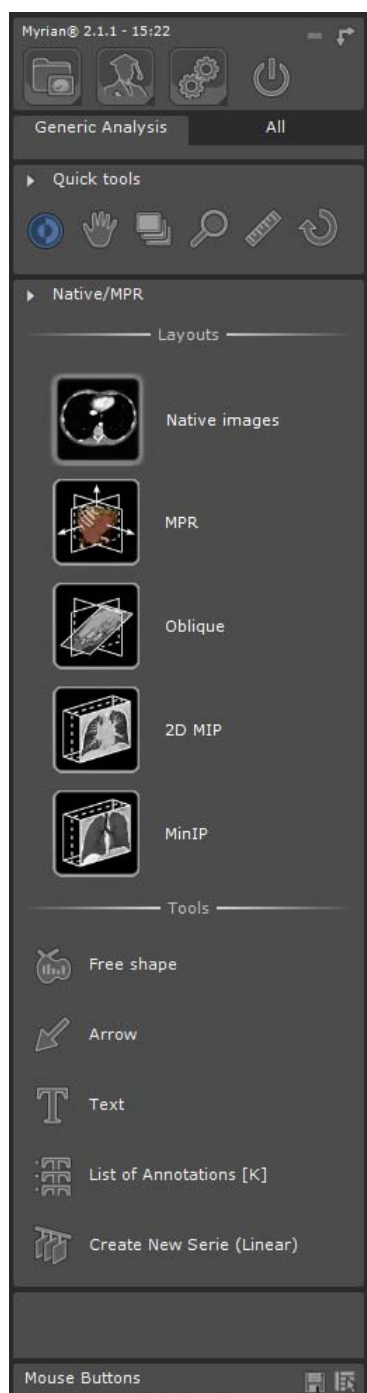 Myrian® 2.1.1 - 15:22
Generic Analysis All
Quick tools
Native/MPR
Layouts
Native images
MPR
Oblique
2D MIP
MinIP
Tools
Free shape
Arrow
Text
List of Annotations [K]
Create New Serie (Linear)
Mouse Buttons